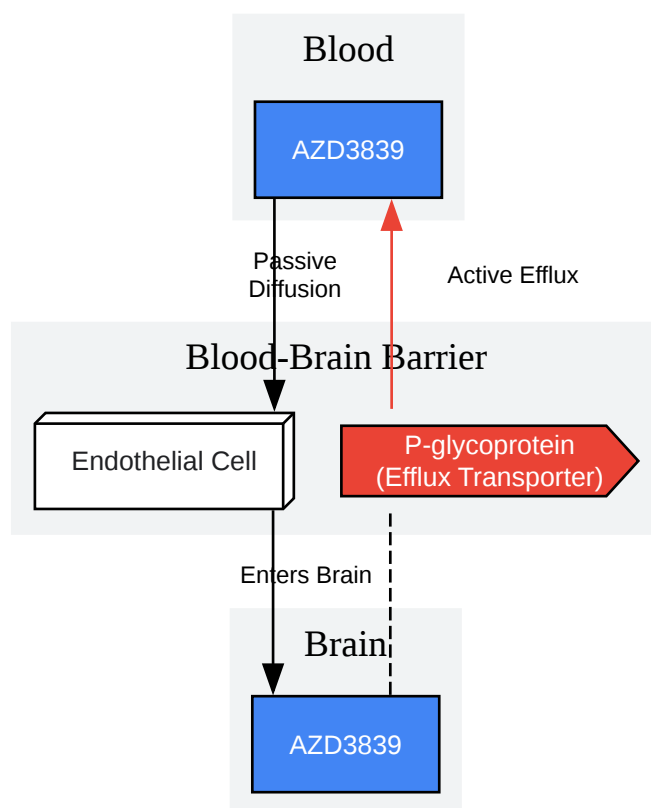 Blood
AZD3839
Passive
Diffusion
Active Efflux
Blood-Brain Barrier
Endothelial Cell
P-glycoprotein
(Efflux Transporter)
Enters Brain
Brain
AZD3839